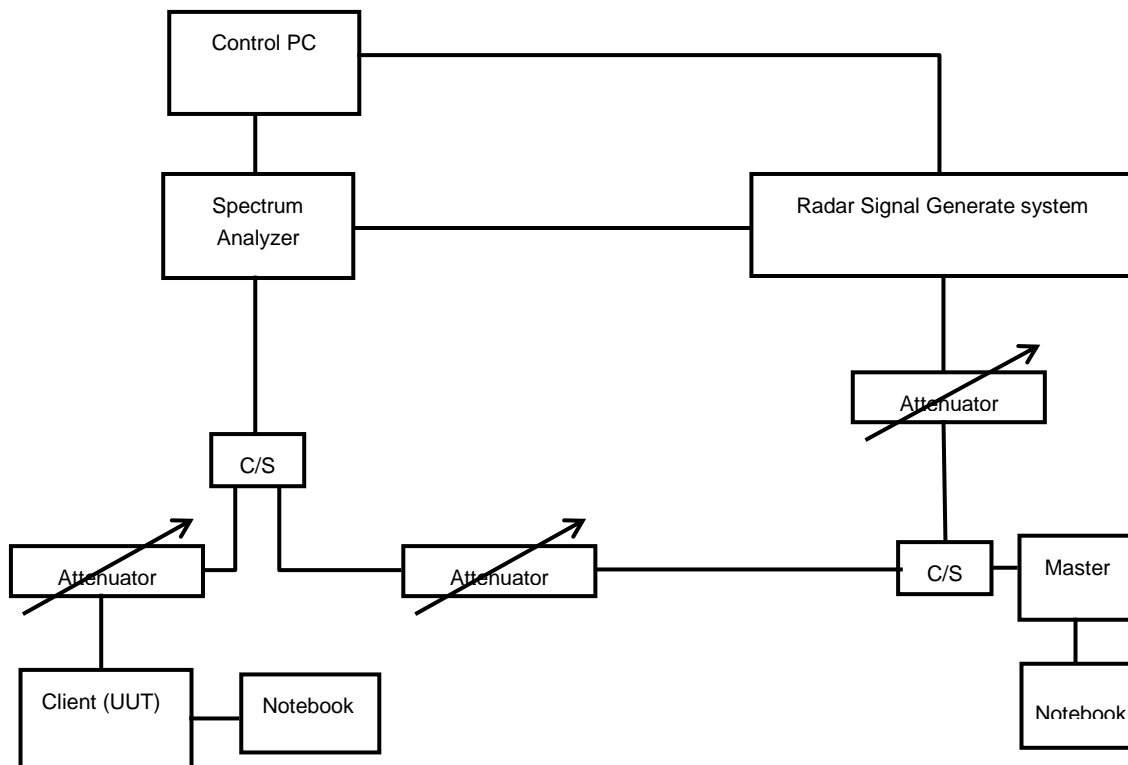 Control PC
Spectrum
Analyzer
Radar Signal Generate system
Attenuator
C/S
Attenuator
Attenuator
C/S
Master
Client (UUT)
Notebook
Notebook